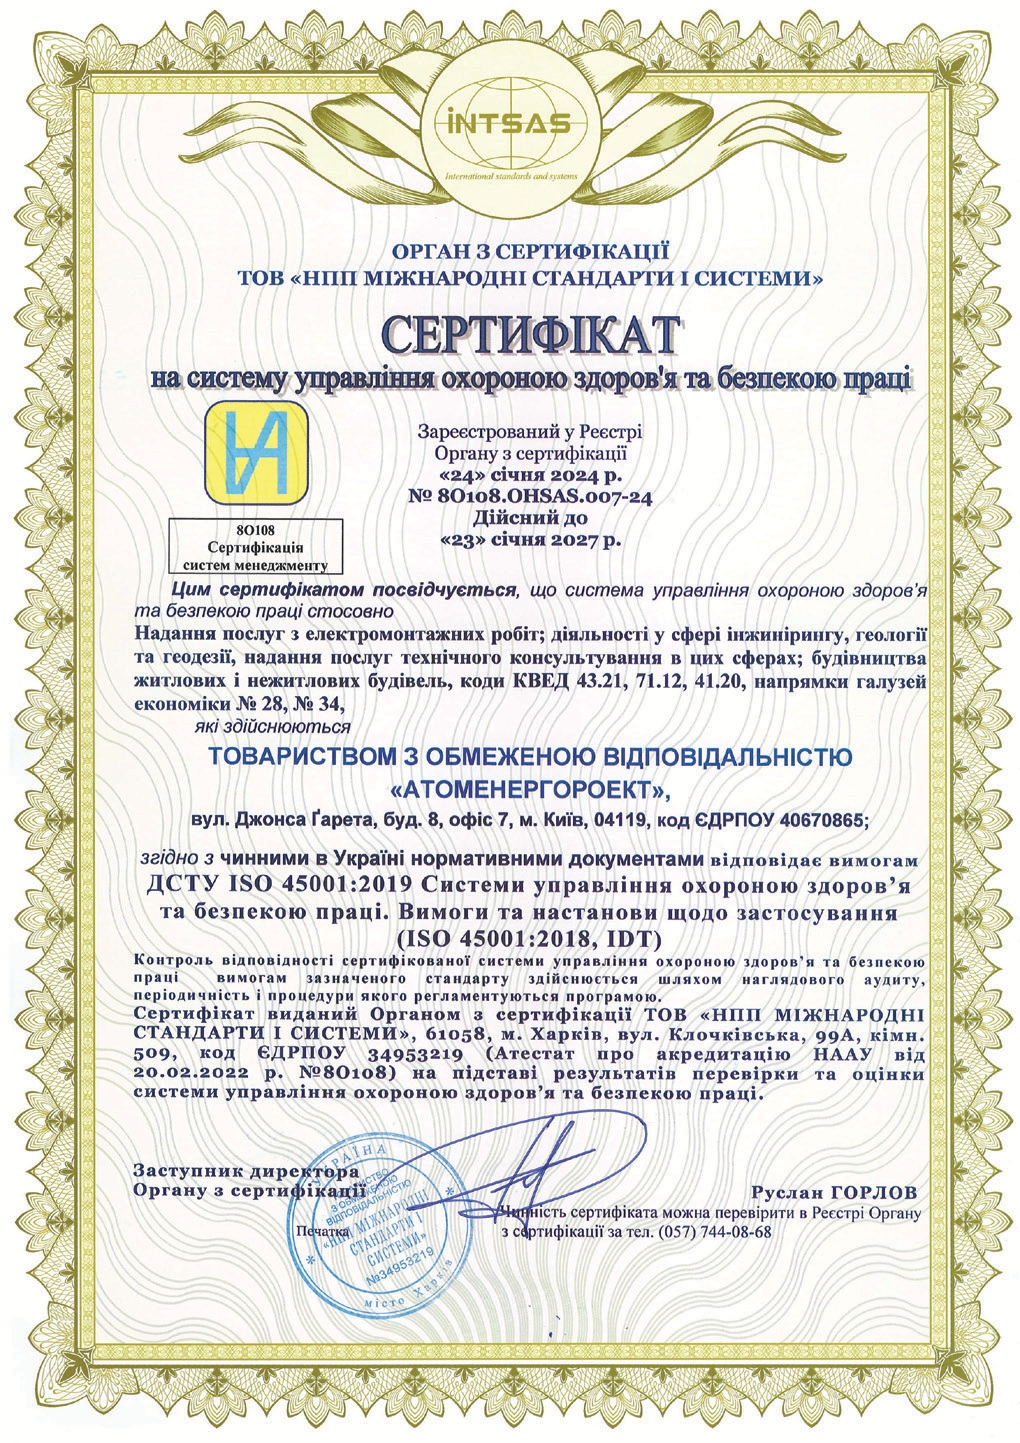 iNTSAS
International standards and systems
ОРГАН З СЕРТИФІКАЦІЇ
ТОВ «НПП МІЖНАРОДНІ СТАНДАРТИ І СИСТЕМИ»
СЕРТИФІКАТ
на систему управління охороною здоров'я та безпекою праці
Зареєстрований у Реєстрі
Органу з сертифікації
«24» січня 2024 р.
№ 8О108.OHSAS.007-24
Дійсний до
«23» січня 2027 р.
8О108
Сертифікація
систем менеджменту
Цим сертифікатом посвідчується, що система управління охороною здоров'я
та безпекою праці стосовно
Надання послуг з електромонтажних робіт; діяльності у сфері інжинірингу, геології
та геодезії, надання послуг технічного консультування в цих сферах; будівництва
житлових і нежитлових будівель, коди КВЕД 43.21, 71.12, 41.20, напрямки галузей
економіки № 28, № 34,
які здійснюються
ТОВАРИСТВОМ З ОБМЕЖЕНОЮ ВІДПОВІДАЛЬНІСТЮ
«АТОМЕНЕРГОРОЕКТ»,
вул. Джонса Ґарета, буд. 8, офіс 7, м. Київ, 04119, код ЄДРПОУ 40670865;
згідно з чинними в Україні нормативними документами відповідає вимогам
ДСТУ ISO 45001:2019 Системи управління охороною здоров’я
та безпекою праці. Вимоги та настанови щодо застосування
(ISO 45001:2018, IDT)
Контроль відповідності сертифікованої системи управління охороною здоров’я та безпекою
праці вимогам зазначеного стандарту здійснюється шляхом наглядового аудиту,
періодичність і процедури якого регламентуються програмою.
Сертифікат виданий Органом з сертифікації ТОВ «НПП МІЖНАРОДНІ
СТАНДАРТИ І СИСТЕМИ», 61058, м. Харків, вул. Клочківська, 99А, кімн.
509, код ЄДРПОУ 34953219 (Атестат про акредитацію НААУ від
20.02.2022 р. №8О108) на підставі результатів перевірки та оцінки
системи управління охороною здоров’я та безпекою праці.
Заступник директора
Органу з сертифікації
Руслан ГОРЛОВ
Печатка
Чинність сертифіката можна перевірити в Реєстрі Органу
з сертифікації за тел. (057) 744-08-68
УКРАЇНА
ТОВАРИСТВО
З ОБМЕЖЕНОЮ
ВІДПОВІДАЛЬНІСТЮ
«НПП МІЖНАРОДНІ
СТАНДАРТИ І
СИСТЕМИ»
№34953219
місто Харків